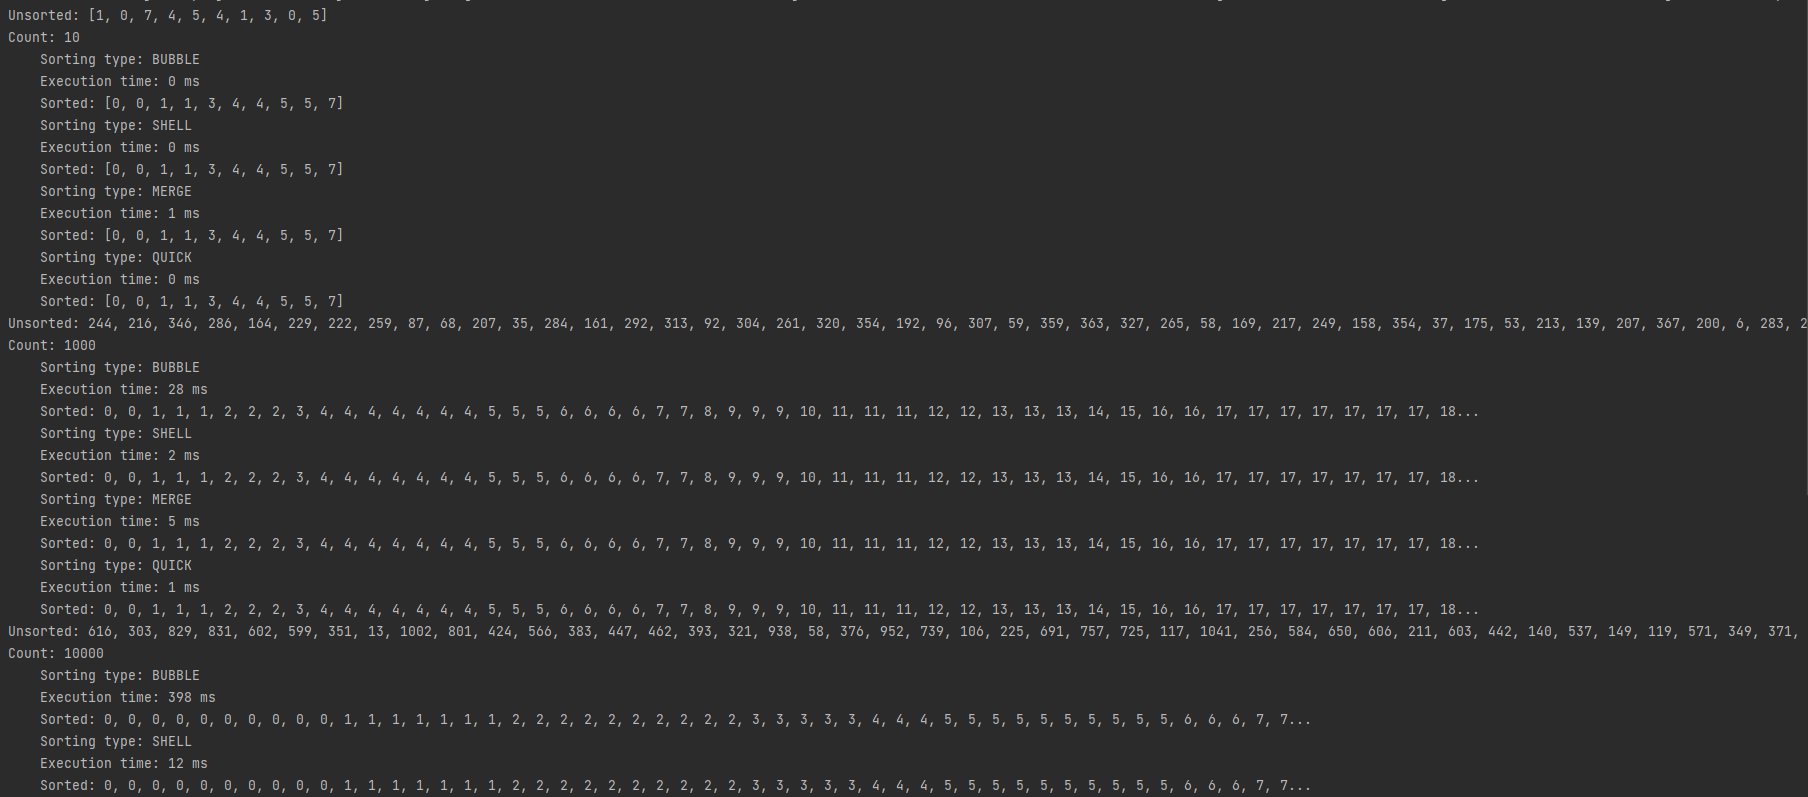 Unsorted: [1, 0, 7, 4, 5, 4, 1, 3, 0, 5]
Count: 10
Sorting type: BUBBLE
Execution time: 0 ms
Sorted: [0, 0, 1, 1, 3, 4, 4, 5, 5, 7]
Sorting type: SHELL
Execution time: 0 ms
Sorted: [0, 0, 1, 1, 3, 4, 4, 5, 5, 7]
Sorting type: MERGE
Execution time: 1 ms
Sorted: [0, 0, 1, 1, 3, 4, 4, 5, 5, 7]
Sorting type: QUICK
Execution time: 0 ms
Sorted: [0, 0, 1, 1, 3, 4, 4, 5, 5, 7]
Unsorted: 244, 216, 346, 286, 164, 229, 222, 259, 87, 68, 207, 35, 284, 161, 292, 313, 92, 304, 261, 320, 354, 192, 96, 307, 59, 359, 363, 327, 265, 58, 169, 217, 249, 158, 354, 37, 175, 53, 213, 139, 207, 367, 200, 6, 283, 2
Count: 1000
Sorting type: BUBBLE
Execution time: 28 ms
Sorted: 0, 0, 1, 1, 1, 2, 2, 2, 3, 4, 4, 4, 4, 4, 4, 4, 5, 5, 5, 6, 6, 6, 6, 7, 7, 8, 9, 9, 9, 10, 11, 11, 11, 12, 12, 13, 13, 13, 14, 15, 16, 16, 17, 17, 17, 17, 17, 17, 17, 18...
Sorting type: SHELL
Execution time: 2 ms
Sorted: 0, 0, 1, 1, 1, 2, 2, 2, 3, 4, 4, 4, 4, 4, 4, 4, 5, 5, 5, 6, 6, 6, 6, 7, 7, 8, 9, 9, 9, 10, 11, 11, 11, 12, 12, 13, 13, 13, 14, 15, 16, 16, 17, 17, 17, 17, 17, 17, 17, 18...
Sorting type: MERGE
Execution time: 5 ms
Sorted: 0, 0, 1, 1, 1, 2, 2, 2, 3, 4, 4, 4, 4, 4, 4, 4, 5, 5, 5, 6, 6, 6, 6, 7, 7, 8, 9, 9, 9, 10, 11, 11, 11, 12, 12, 13, 13, 13, 14, 15, 16, 16, 17, 17, 17, 17, 17, 17, 17, 18...
Sorting type: QUICK
Execution time: 1 ms
Sorted: 0, 0, 1, 1, 1, 2, 2, 2, 3, 4, 4, 4, 4, 4, 4, 4, 5, 5, 5, 6, 6, 6, 6, 7, 7, 8, 9, 9, 9, 10, 11, 11, 11, 12, 12, 13, 13, 13, 14, 15, 16, 16, 17, 17, 17, 17, 17, 17, 17, 18...
Unsorted: 616, 303, 829, 831, 602, 599, 351, 13, 1002, 801, 424, 566, 383, 447, 462, 393, 321, 938, 58, 376, 952, 739, 106, 225, 691, 757, 725, 117, 1041, 256, 584, 650, 606, 211, 603, 442, 140, 537, 149, 119, 571, 349, 371,
Count: 10000
Sorting type: BUBBLE
Execution time: 398 ms
Sorted: 0, 0, 0, 0, 0, 0, 0, 0, 0, 0, 1, 1, 1, 1, 1, 1, 1, 2, 2, 2, 2, 2, 2, 2, 2, 2, 2, 3, 3, 3, 3, 3, 4, 4, 4, 5, 5, 5, 5, 5, 5, 5, 5, 5, 5, 6, 6, 6, 7, 7...
Sorting type: SHELL
Execution time: 12 ms
Sorted: 0, 0, 0, 0, 0, 0, 0, 0, 0, 0, 1, 1, 1, 1, 1, 1, 1, 2, 2, 2, 2, 2, 2, 2, 2, 2, 2, 3, 3, 3, 3, 3, 4, 4, 4, 5, 5, 5, 5, 5, 5, 5, 5, 5, 5, 6, 6, 6, 7, 7...